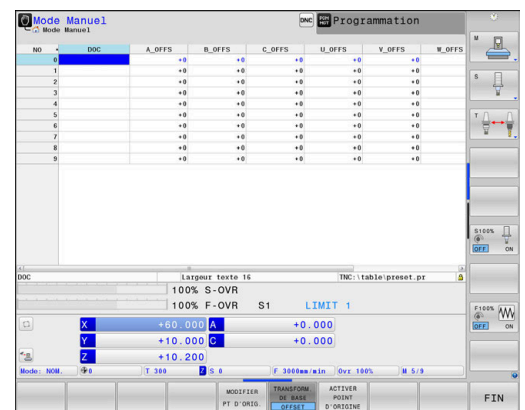 Mode Manuel
Mode Manuel
DNC
Programmation
NO DOC A_OFFS B_OFFS C_OFFS U_OFFS V_OFFS W_OFFS
0 +0 +0 +0 +0 +0
1 +0 +0 +0 +0 +0
2 +0 +0 +0 +0 +0
3 +0 +0 +0 +0 +0
4 +0 +0 +0 +0 +0
5 +0 +0 +0 +0 +0
6 +0 +0 +0 +0 +0
7 +0 +0 +0 +0 +0
8 +0 +0 +0 +0 +0
9 +0 +0 +0 +0 +0
DOC Largeur texte 16 TNC:\table\preset.pr
100% S-OVR
100% F-OVR S1 LIMIT 1
X +60.000 A +0.000
Y +10.000 C +0.000
Z +10.200
Mode: NOM. 0 T 300 Z S 0 F 3000mm/min Ovr 100% M 5/9
MODIFIER
PT D'ORIG.
TRANSFORM.
DE BASE
OFFSET
ACTIVER
POINT
D'ORIGINE
FIN
M
S
T
S100%
OFF ON
F100%
OFF ON